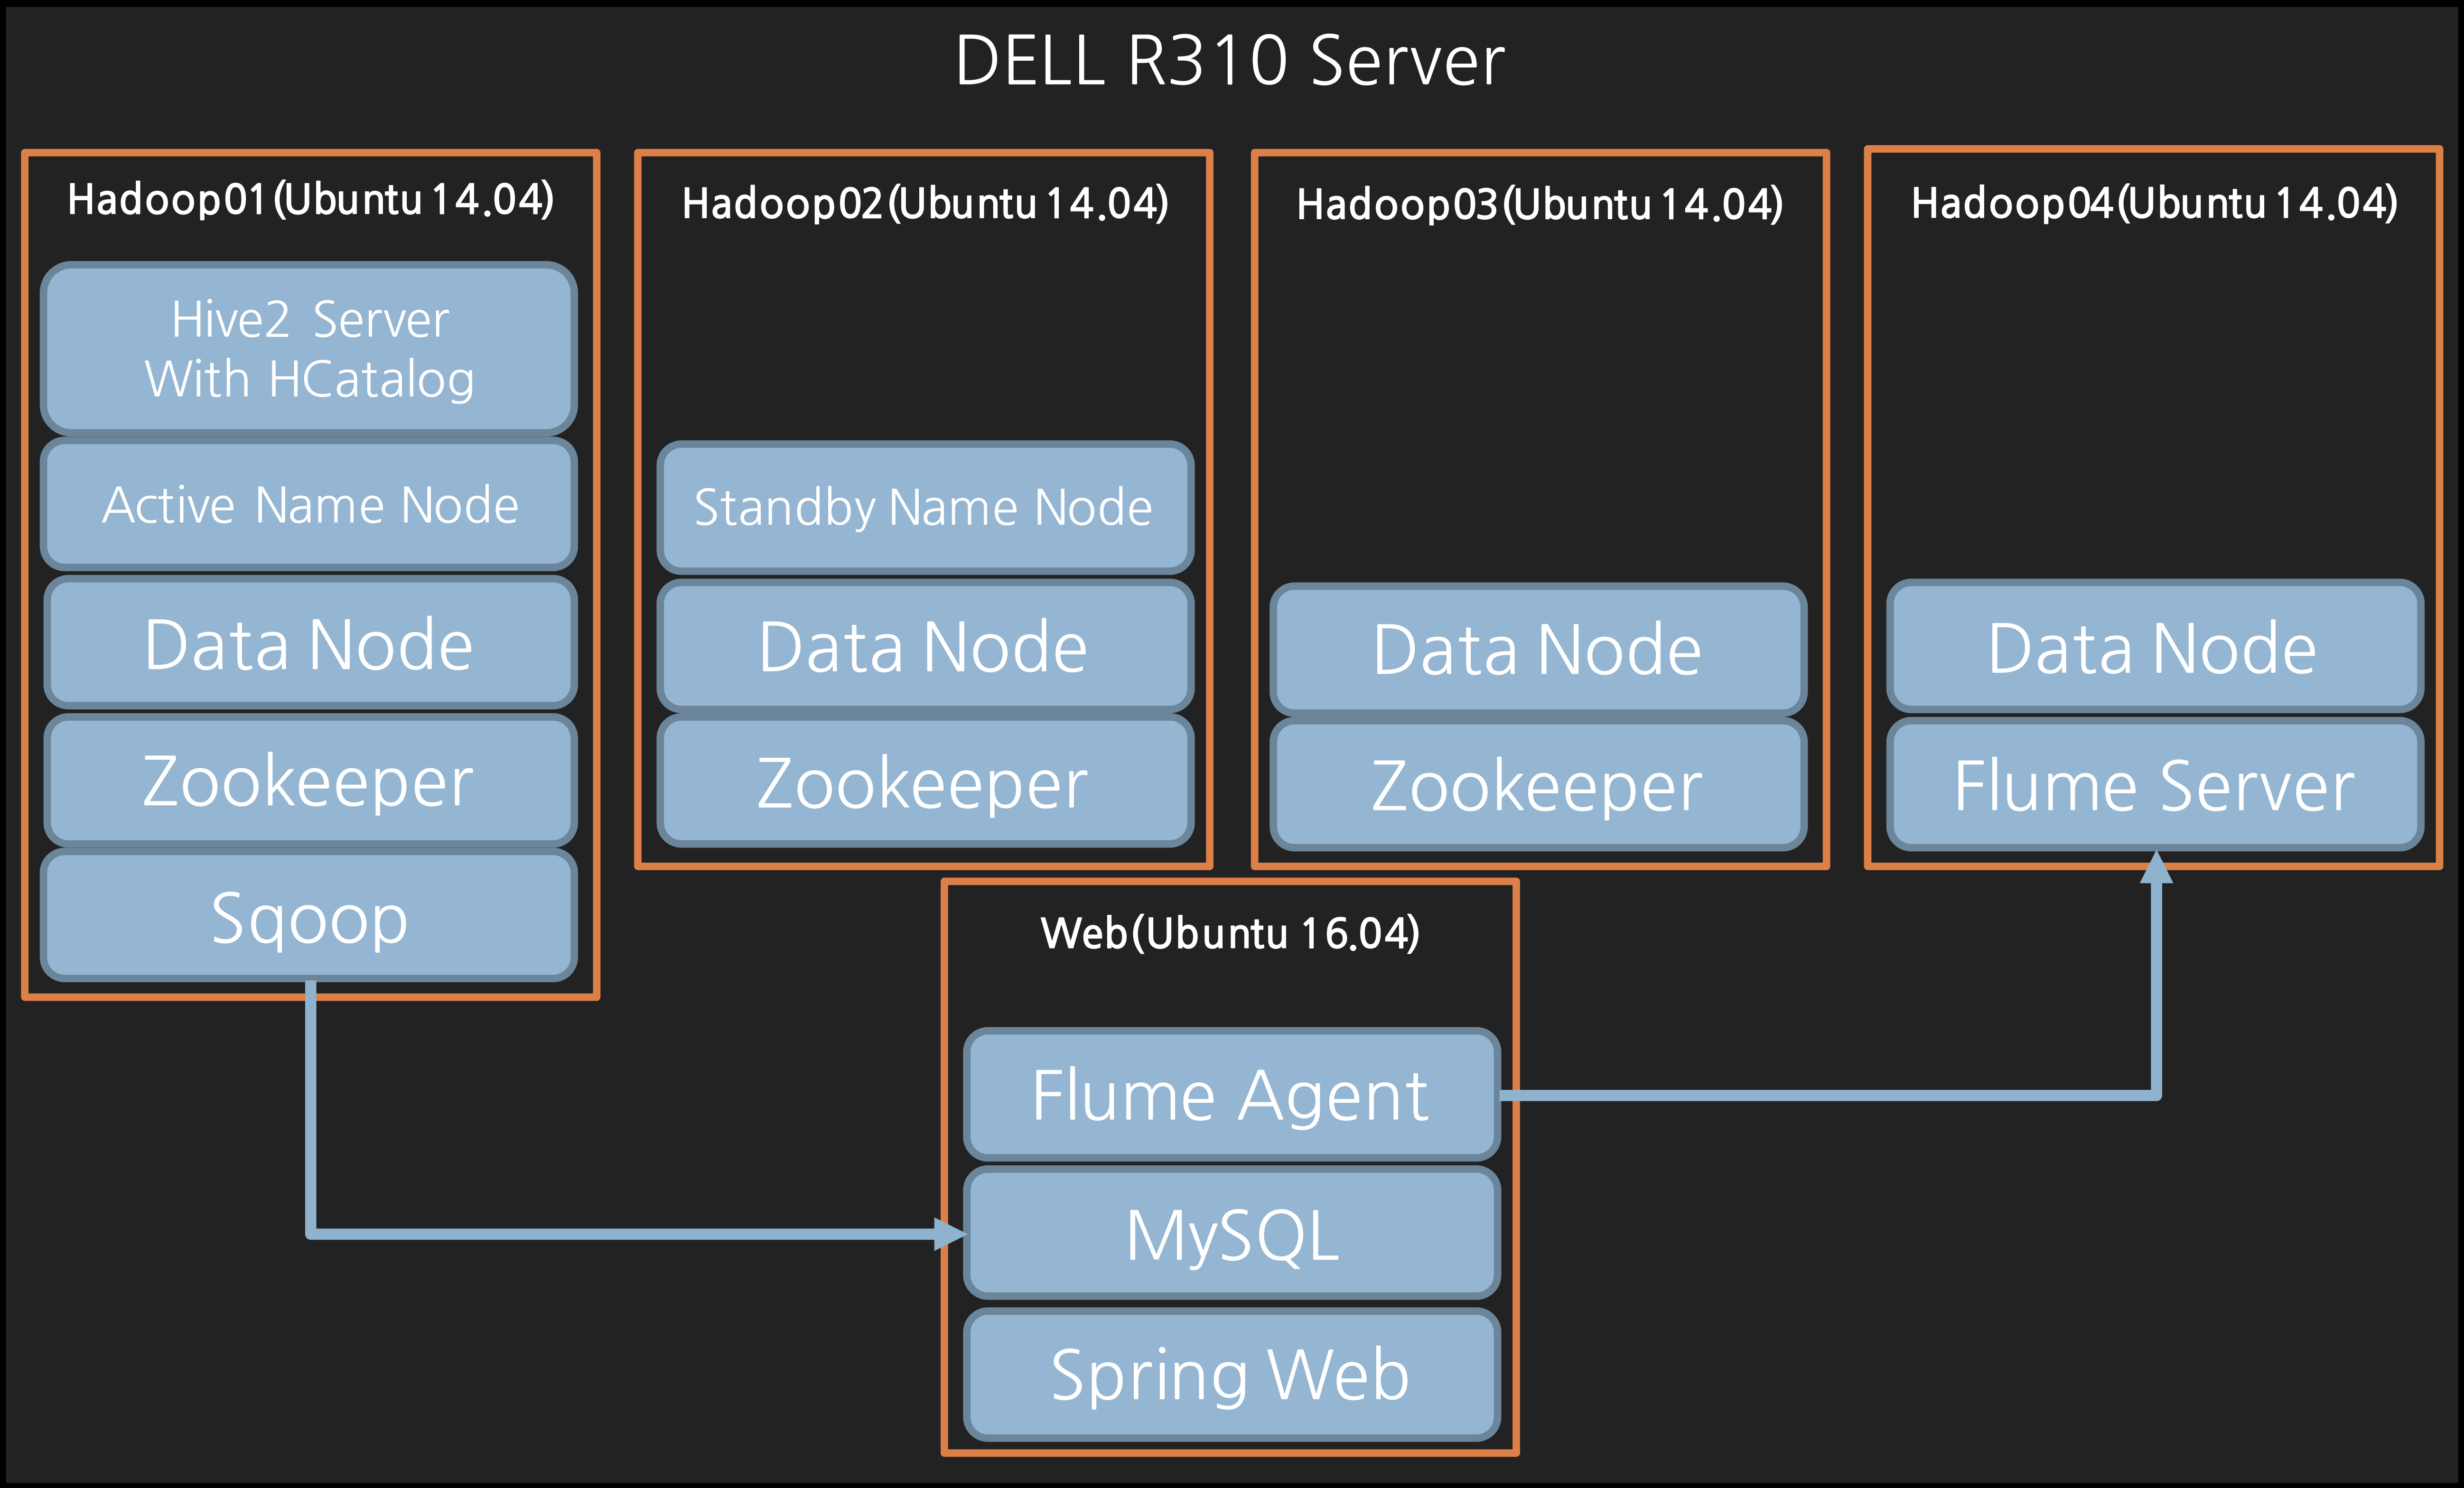 DELL R310 Server
Hadoop01(Ubuntu 14.04)
Hive2 Server
With HCatalog
Active Name Node
Data Node
Zookeeper
Sqoop
Hadoop02(Ubuntu 14.04)
Standby Name Node
Data Node
Zookeeper
Hadoop03(Ubuntu 14.04)
Data Node
Zookeeper
Hadoop04(Ubuntu 14.04)
Data Node
Flume Server
Web(Ubuntu 16.04)
Flume Agent
MySQL
Spring Web